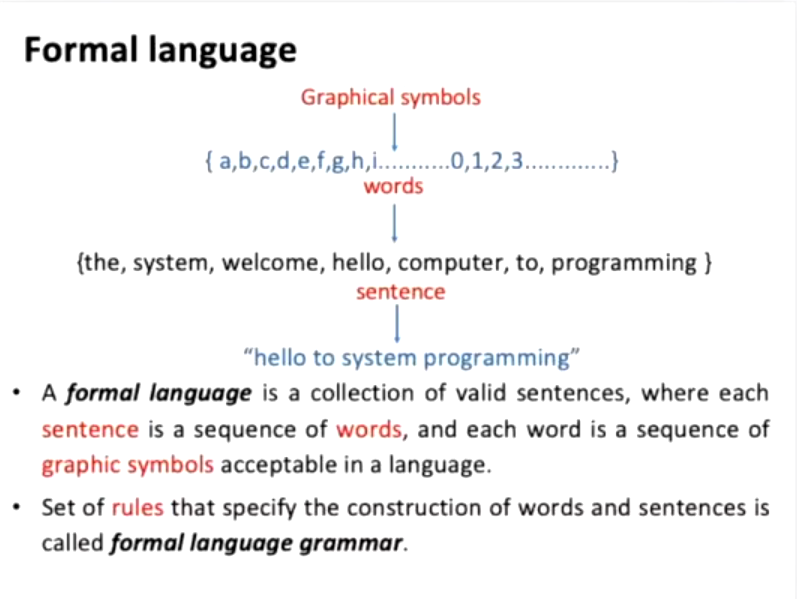 Formal language
Graphical symbols
{ a,b,c,d,e,f,g,h,i...........0,1,2,3.............}
words
{the, system, welcome, hello, computer, to, programming }
sentence
“hello to system programming”
• A formal language is a collection of valid sentences, where each
sentence is a sequence of words, and each word is a sequence of
graphic symbols acceptable in a language.
• Set of rules that specify the construction of words and sentences is
called formal language grammar.